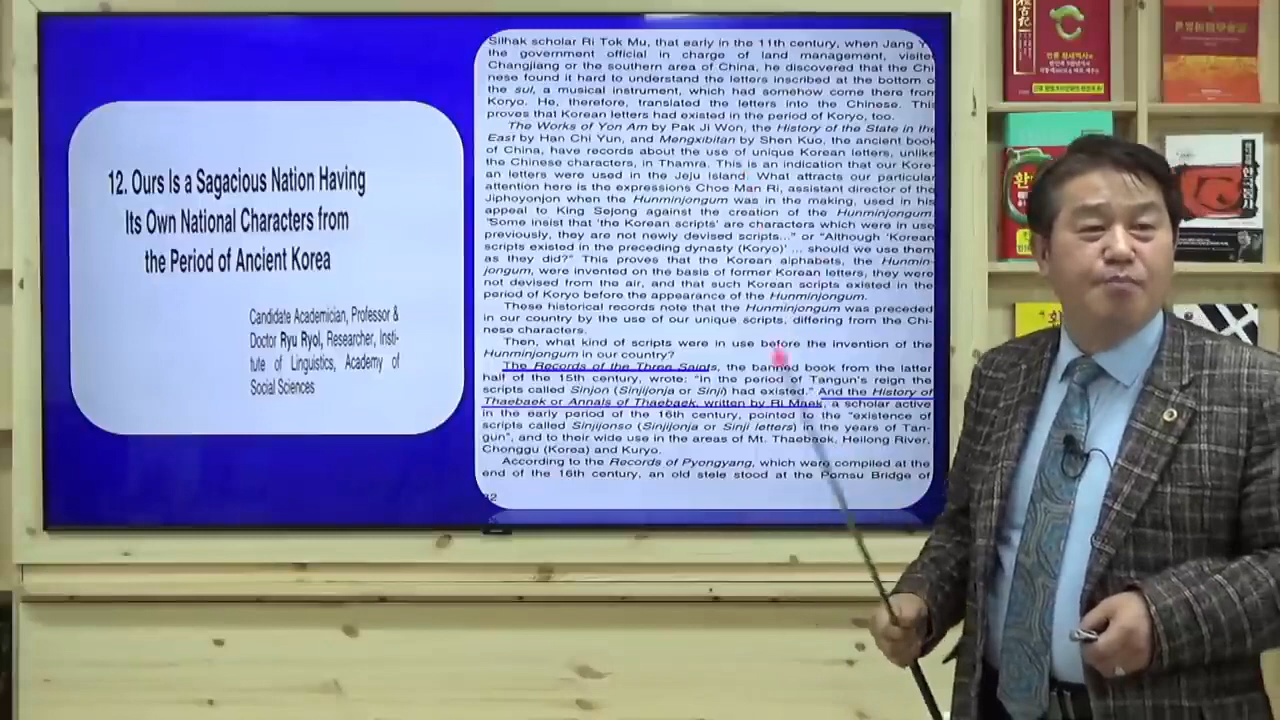 12. Ours Is a Sagacious Nation Having
Its Own National Characters from
the Period of Ancient Korea
Candidate Academician, Professor &
Doctor Ryu Ryol, Researcher, Insti-
tute of Linguistics, Academy of
Social Sciences
Silhak scholar Ri Tok Mu, that early in the 11th century, when Jang
the government official in charge of land management,
Changjiang or the southern area of China, he discovered that the Chi-
nese found it hard to understand the letters inscribed at the bottom o
the sul, a musical instrument, which had somehow come there from
Koryo. He, therefore, translated the letters into the Chinese. This
proves that Korean letters had existed in the period of Koryo, too.
The Works of Yon Am by Pak Ji Won, the History of the State in the
East by Han Chi Yun, and Mengxibitan by Shen Kuo, the ancient book
of China, have records about the use of unique Korean letters, unlike
the Chinese characters, in Thamra. This is an indication that our Kore-
an letters were used in the Jeju Island. What attracts our particular
attention here is the expressions Choe Man Ri, assistant director of the
Jiphoyonjon when the Hunminjongum was in the making, used in his
appeal to King Sejong against the creation of the Hunminjongum.
"Some insist that 'the Korean scripts' are characters which were in use
previously, they are not newly devised scripts..." or "Although 'Korean
scripts existed in the preceding dynasty (Koryo)' ... should we use them
as they did?" This proves that the Korean alphabets, the Hunmin-
jongum, were invented on the basis of former Korean letters, they were
not devised from the air, and that such Korean scripts existed in the
period of Koryo before the appearance of the Hunminjongum.
These historical records note that the Hunminjongum was preceded
in our country by the use of our unique scripts, differing from the Chi-
nese characters.
Then, what kind of scripts were in use before the invention of the
Hunminjongum in our country?
The Records of the Three Saints, the banned book from the latter
half of the 15th century, wrote: "In the period of Tangun's reign the
scripts called Sinjon (Sinjijonja or Sinji) had existed." And the History of
Thaebaek or Annals of Thaebaek, written by Ri Maek, a scholar active
in the early period of the 16th century, pointed to the "existence of
scripts called Sinjijonso (Sinjijonja or Sinji letters) in the years of Tan-
gun", and to their wide use in the areas of Mt. Thaebaek, Heilong River,
Chonggu (Korea) and Kuryo.
According to the Records of Pyongyang, which were compiled at the
end of the 16th century, an old stele stood at the Pomsu Bridge of